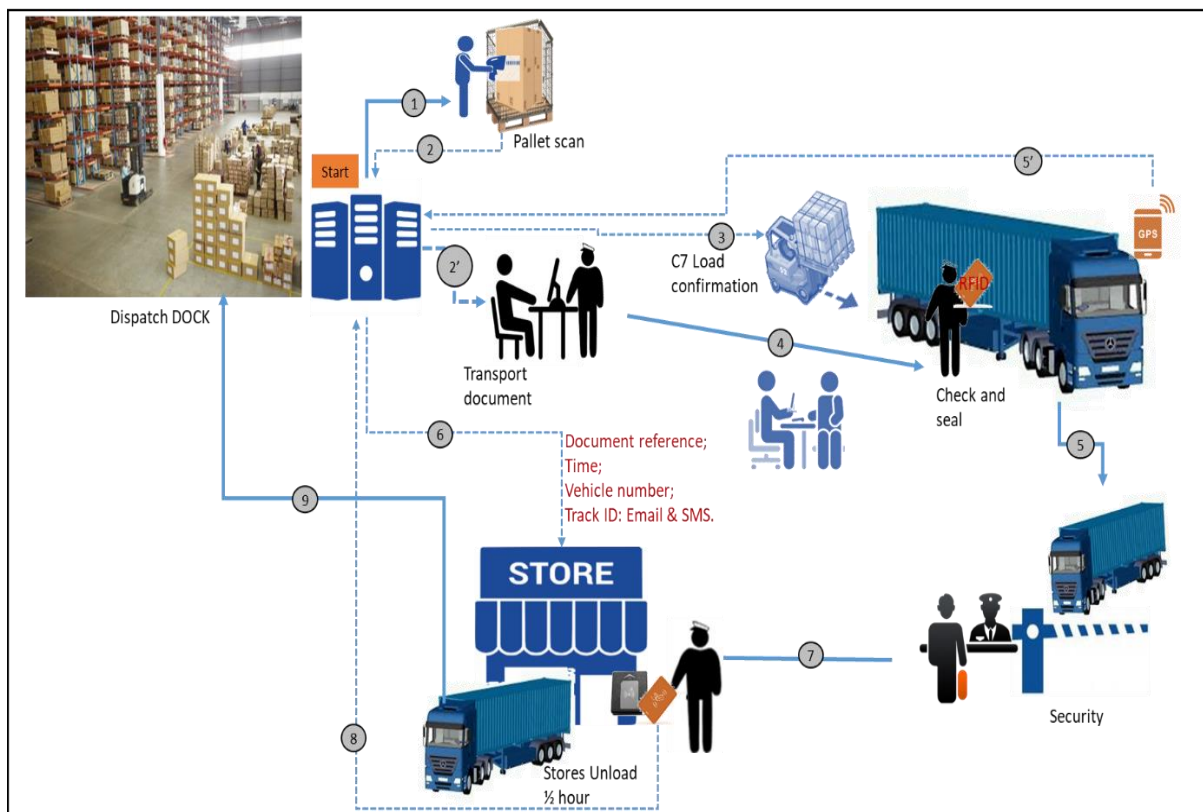 1
Pallet scan
2
Start
5’
3
GPS
C7 Load
confirmation
RFID
2’
Dispatch DOCK
4
Transport
document
Check and
seal
5
6
Document reference;
Time;
Vehicle number;
Track ID: Email & SMS.
9
STORE
7
Security
8
Stores Unload
½ hour